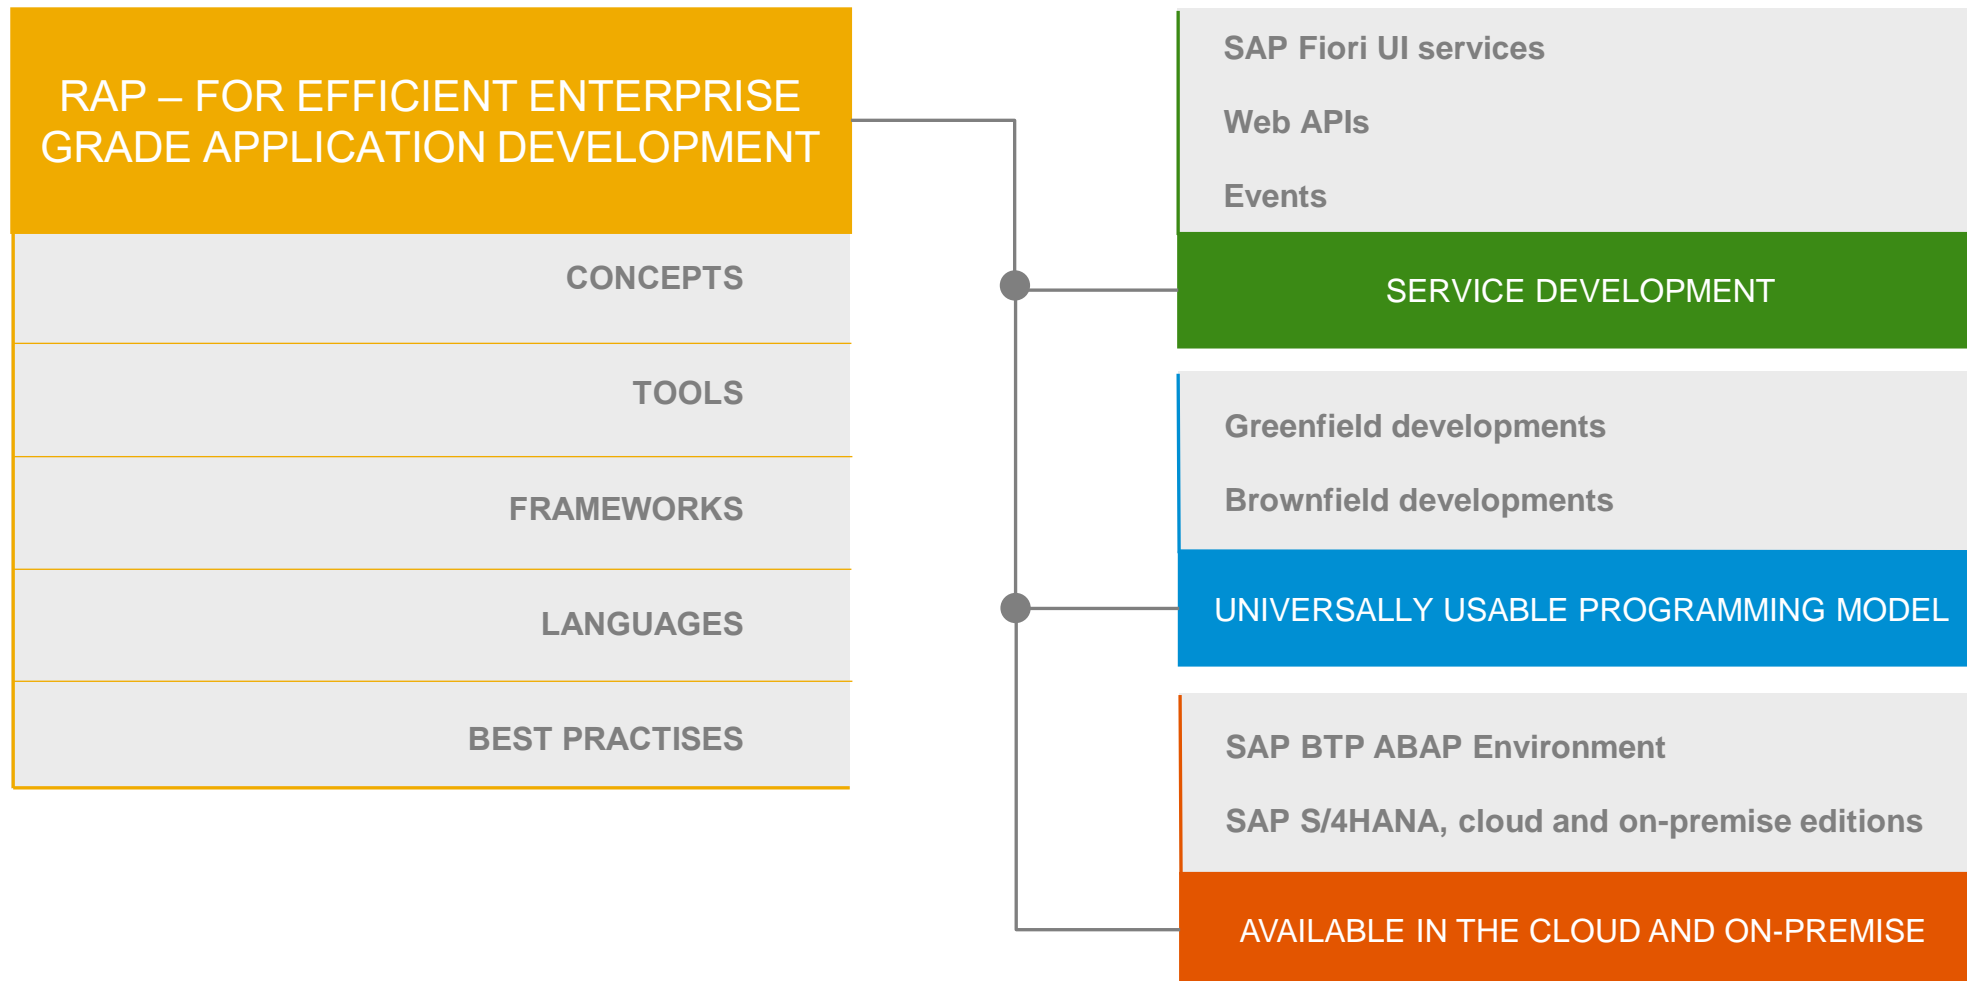 RAP – FOR EFFICIENT ENTERPRISE
GRADE APPLICATION DEVELOPMENT
CONCEPTS
TOOLS
FRAMEWORKS
LANGUAGES
BEST PRACTISES
SAP Fiori UI services
Web APIs
Events
SERVICE DEVELOPMENT
Greenfield developments
Brownfield developments
UNIVERSALLY USABLE PROGRAMMING MODEL
SAP BTP ABAP Environment
SAP S/4HANA, cloud and on-premise editions
AVAILABLE IN THE CLOUD AND ON-PREMISE